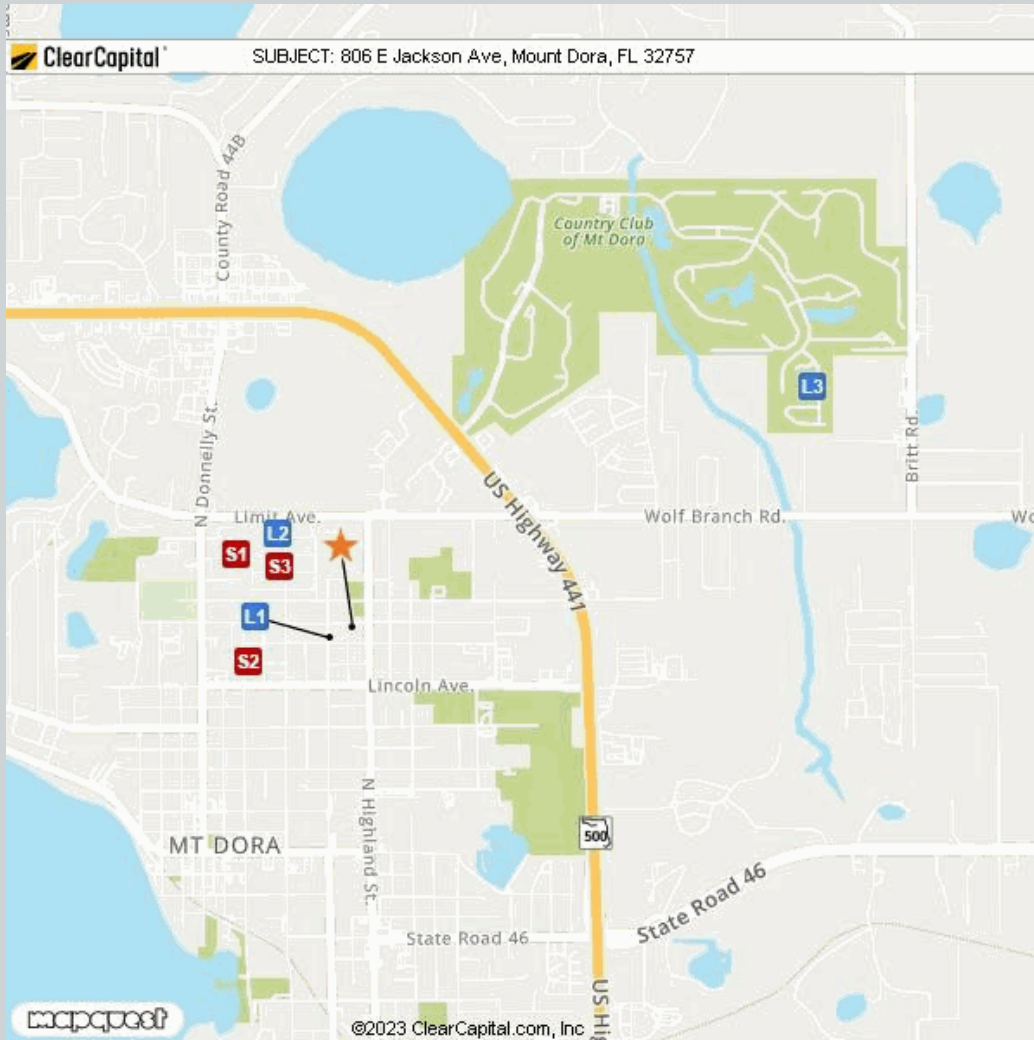 ClearCapital
SUBJECT: 806 E Jackson Ave, Mount Dora, FL 32757
County Road 44B
Country Club
of Mt Dora
L3
Britt Rd.
N Donnelly St.
US Highway 441
Limit Ave.
Wolf Branch Rd.
L2
S1
S3
L1
S2
Lincoln Ave.
N Highland St.
MT DORA
500
State Road 46
State Road 46
mapquest
©2023 ClearCapital.com, Inc